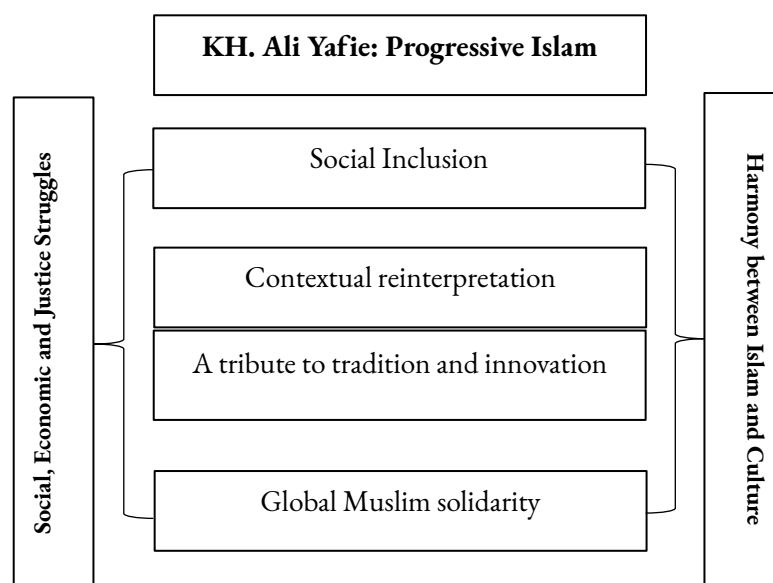 KH. Ali Yafie: Progressive Islam
Social, Economic and Justice Struggles
Social Inclusion
Contextual reinterpretation
A tribute to tradition and innovation
Global Muslim solidarity
Harmony between Islam and Culture